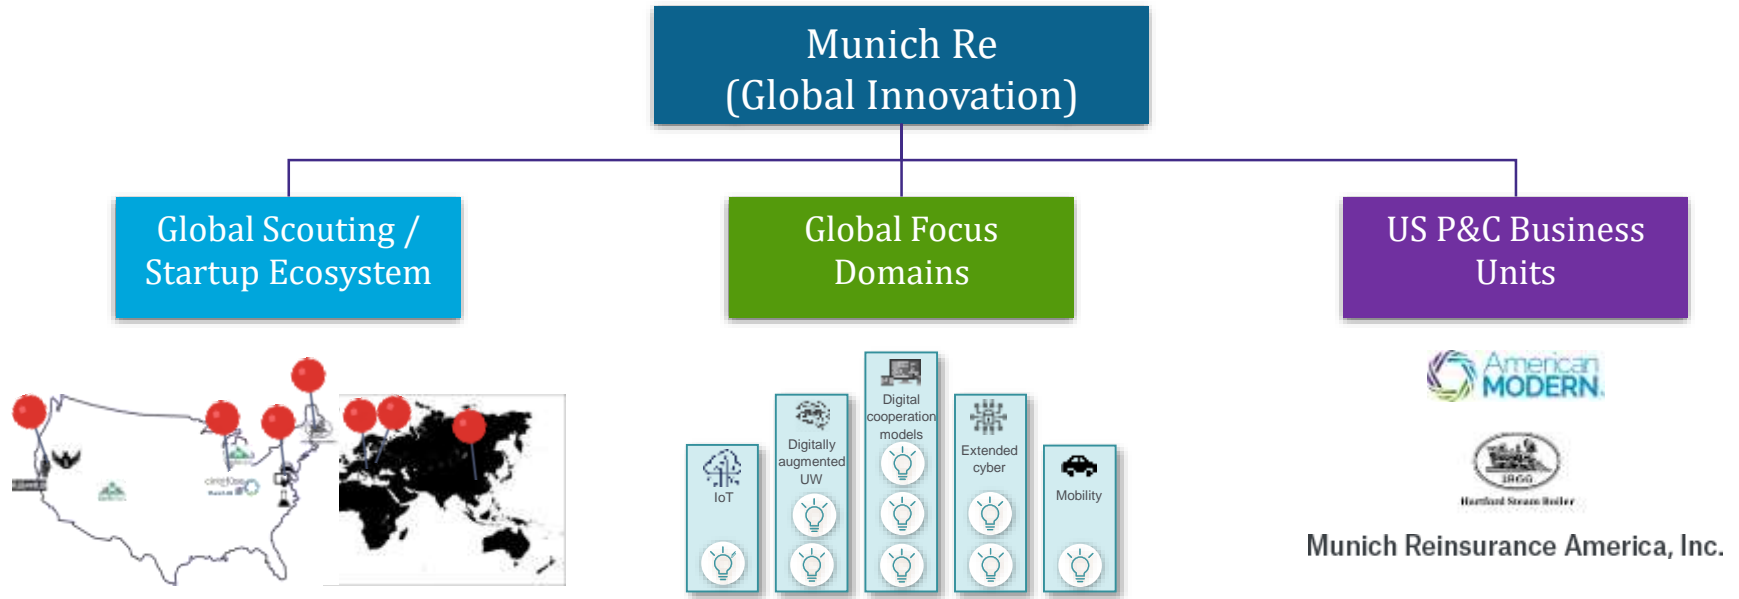 Munich Re
(Global Innovation)
Global Scouting /
Startup Ecosystem
Global Focus
Domains
US P&C Business
Units
IoT
Digitally
augmented
UW
Digital
cooperation
models
Extended
cyber
Mobility
American
MODERN
1866
Hartford Steam Boiler
Munich Reinsurance America, Inc.